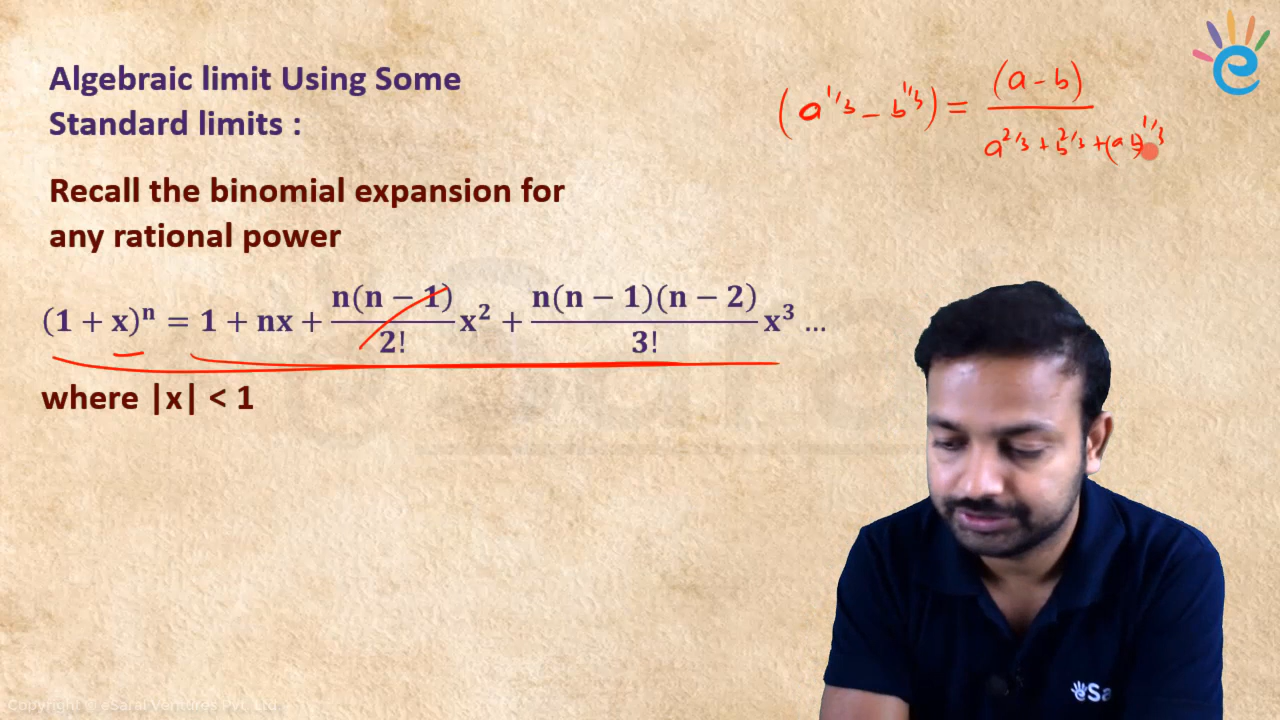 Algebraic limit Using Some
Standard limits :
(a^1/3 - b^1/3) = (a - b) / a^2/3 + b^2/3 + (ab)^1/3
Recall the binomial expansion for
any rational power
(1 + x)^n = 1 + nx + n(n − 1)/2! x^2 + n(n − 1)(n − 2)/3! x^3 ...
where |x| < 1
eSa
Copyright © eSaral Ventures Pvt. Ltd.